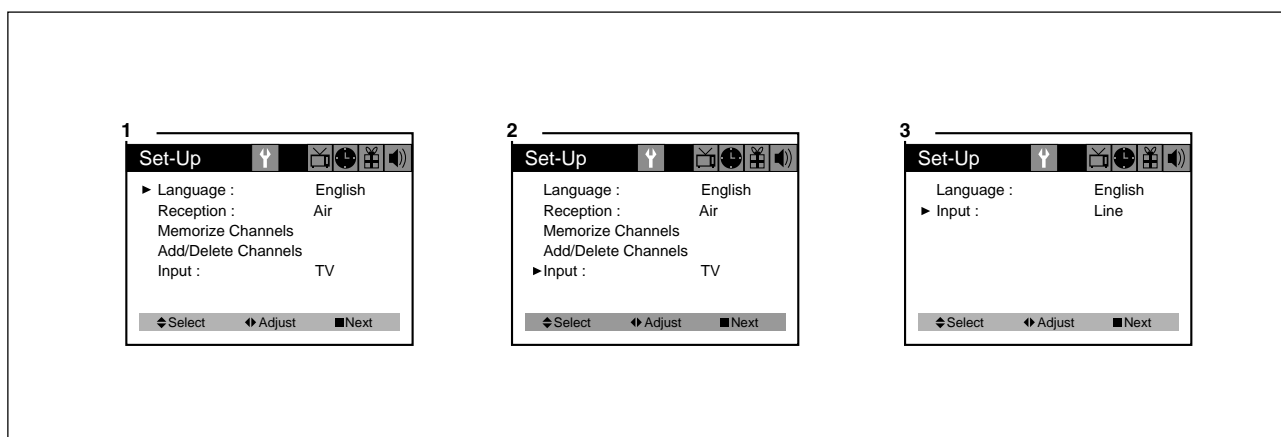 1
Set-Up
► Language : English
Reception : Air
Memorize Channels
Add/Delete Channels
Input : TV
Select Adjust Next
2
Set-Up
Language : English
Reception : Air
Memorize Channels
Add/Delete Channels
►Input : TV
Select Adjust Next
3
Set-Up
Language : English
► Input : Line
Select Adjust Next